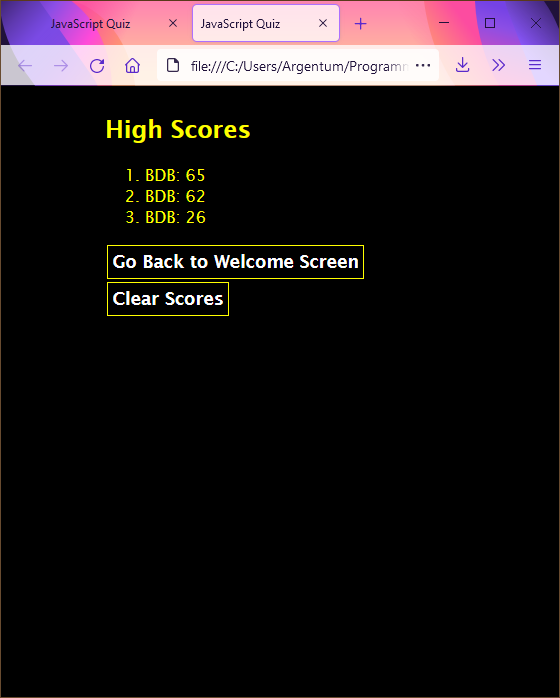 JavaScript Quiz
JavaScript Quiz
file:///C:/Users/Argentum/Programm
High Scores
1. BDB: 65
2. BDB: 62
3. BDB: 26
Go Back to Welcome Screen
Clear Scores